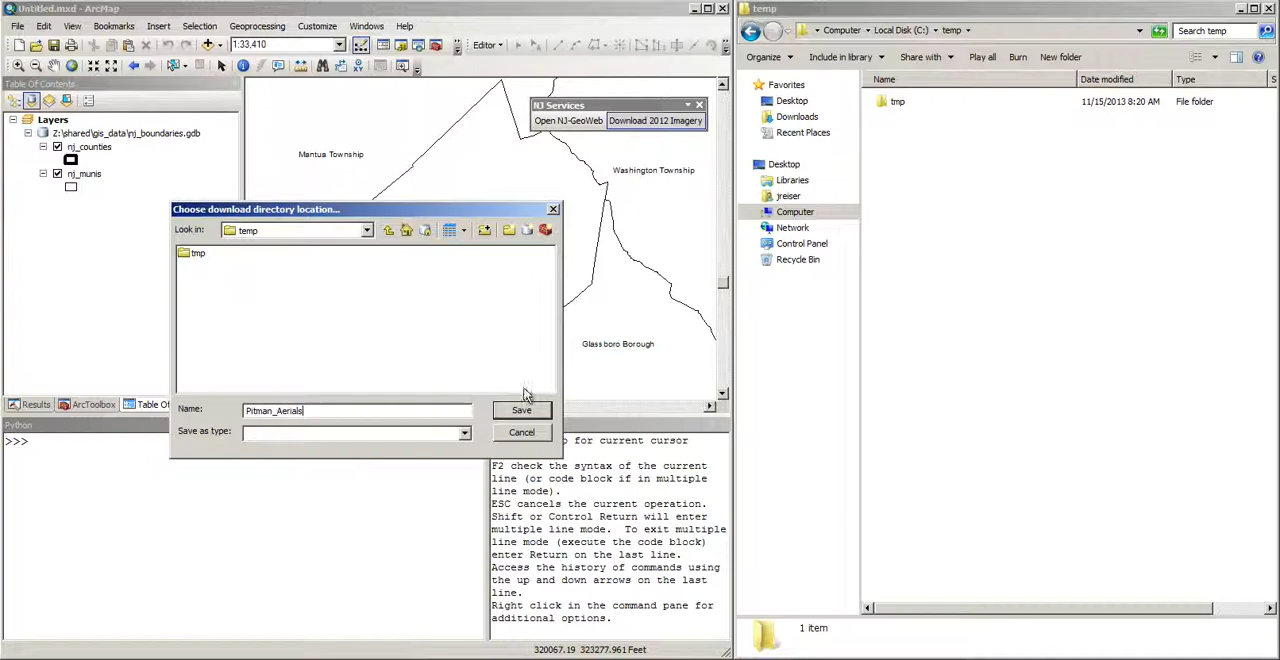 Untitled.mxd - ArcMap
File Edit View Bookmarks Insert Selection Geoprocessing Customize Windows Help
1:33,410
Editor
Table Of Contents
Layers
Z:\shared\gis_data\nj_boundaries.gdb
nj_counties
nj_munis
NJ Services
Open NJ-GeoWeb Download 2012 Imagery
Mantua Township
Washington Township
Glassboro Borough
Choose download directory location...
Look in: temp
tmp
Name: Pitman_Aerials
Save
Save as type:
Cancel
Results ArcToolbox Table Of
Python
>>>
for current cursor
F2 check the syntax of the current
line (or code block if in multiple
line mode).
ESC cancels the current operation.
Shift or Control Return will enter
multiple line mode. To exit multiple
line mode (execute the code block)
enter Return on the last line.
Access the history of commands using
the up and down arrows on the last
line.
Right click in the command pane for
additional options.
320067.19 323277.961 Feet
temp
Computer Local Disk (C:) temp
Search temp
Organize Include in library Share with Play all Burn New folder
Favorites
Desktop
Downloads
Recent Places
Desktop
Libraries
jreiser
Computer
Network
Control Panel
Recycle Bin
Name Date modified Type S
tmp 11/15/2013 8:20 AM File folder
1 item